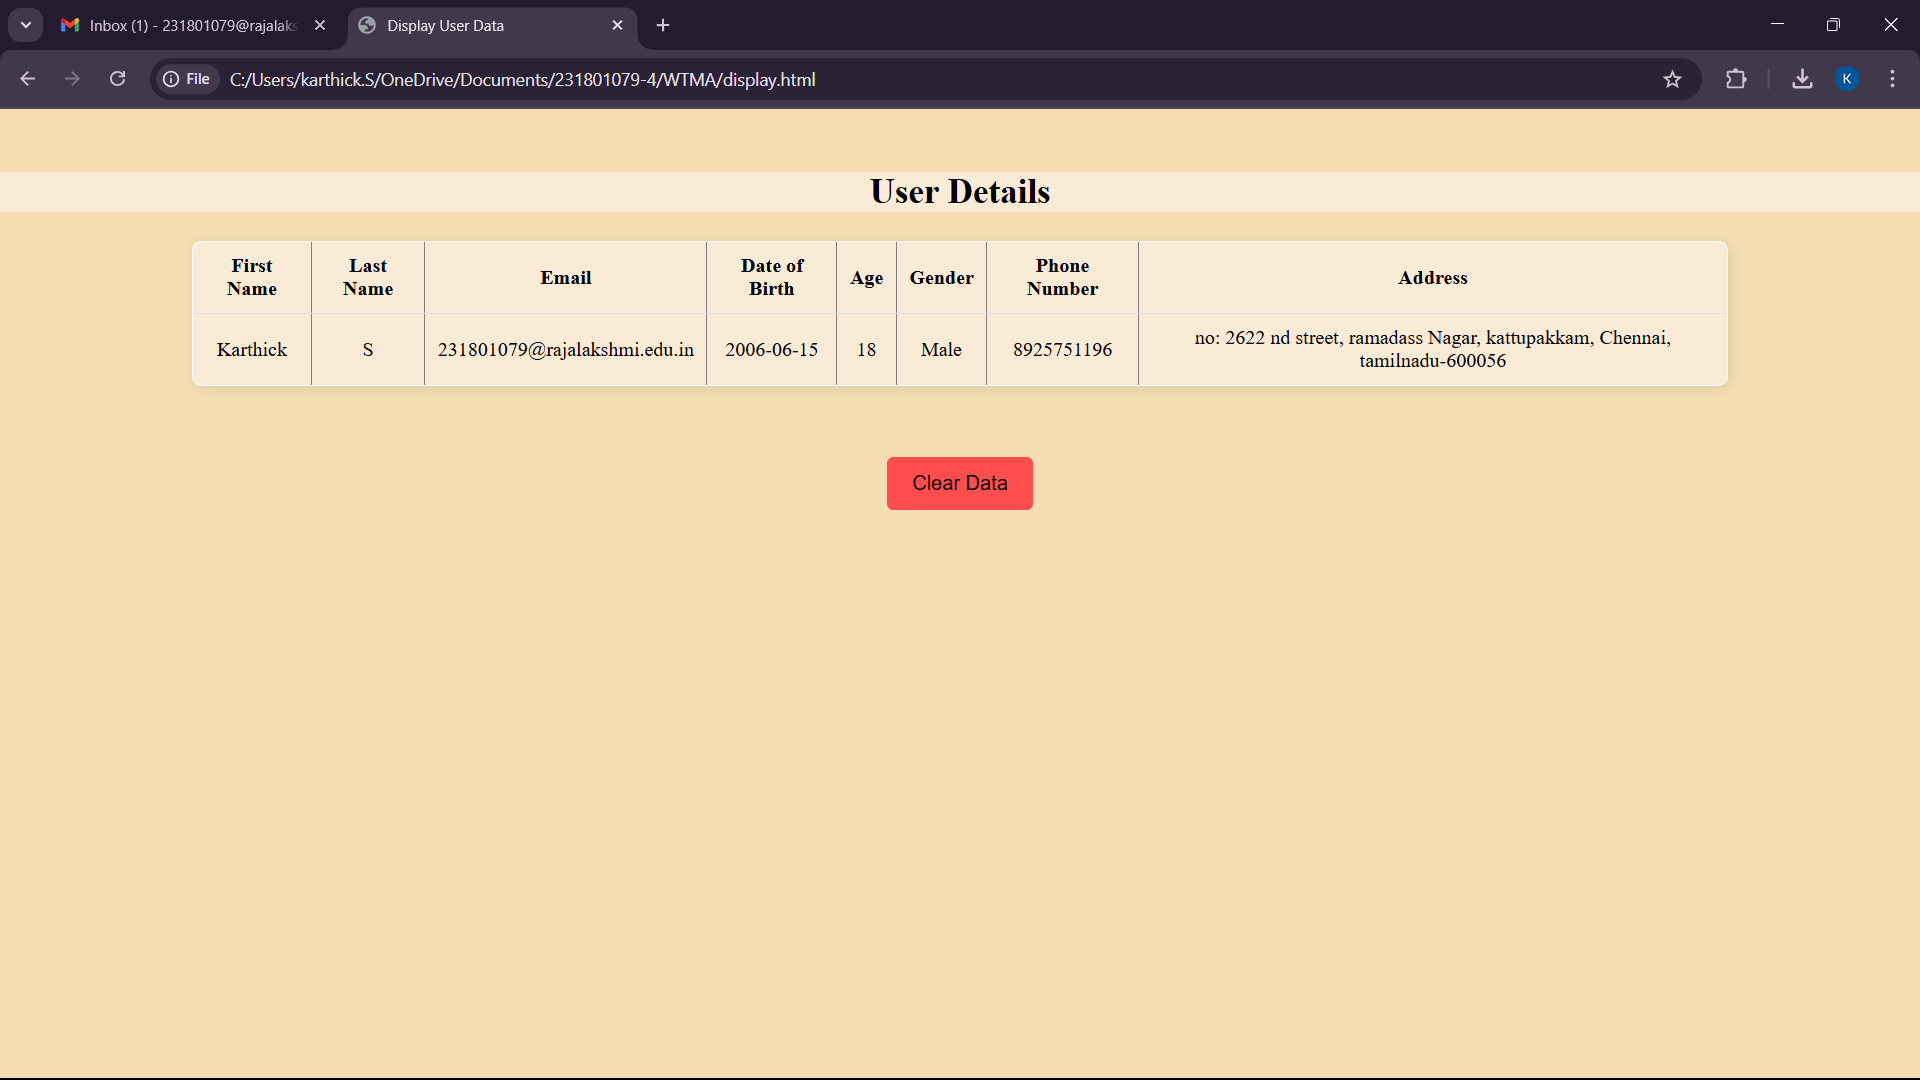 Inbox (1) - 231801079@rajalaks
Display User Data
File
C:/Users/karthick.S/OneDrive/Documents/231801079-4/WTMA/display.html
K
User Details
First Name Last Name Email Date of Birth Age Gender Phone Number Address
Karthick S 231801079@rajalakshmi.edu.in 2006-06-15 18 Male 8925751196 no: 2622 nd street, ramadass Nagar, kattupakkam, Chennai,
tamilnadu-600056
Clear Data